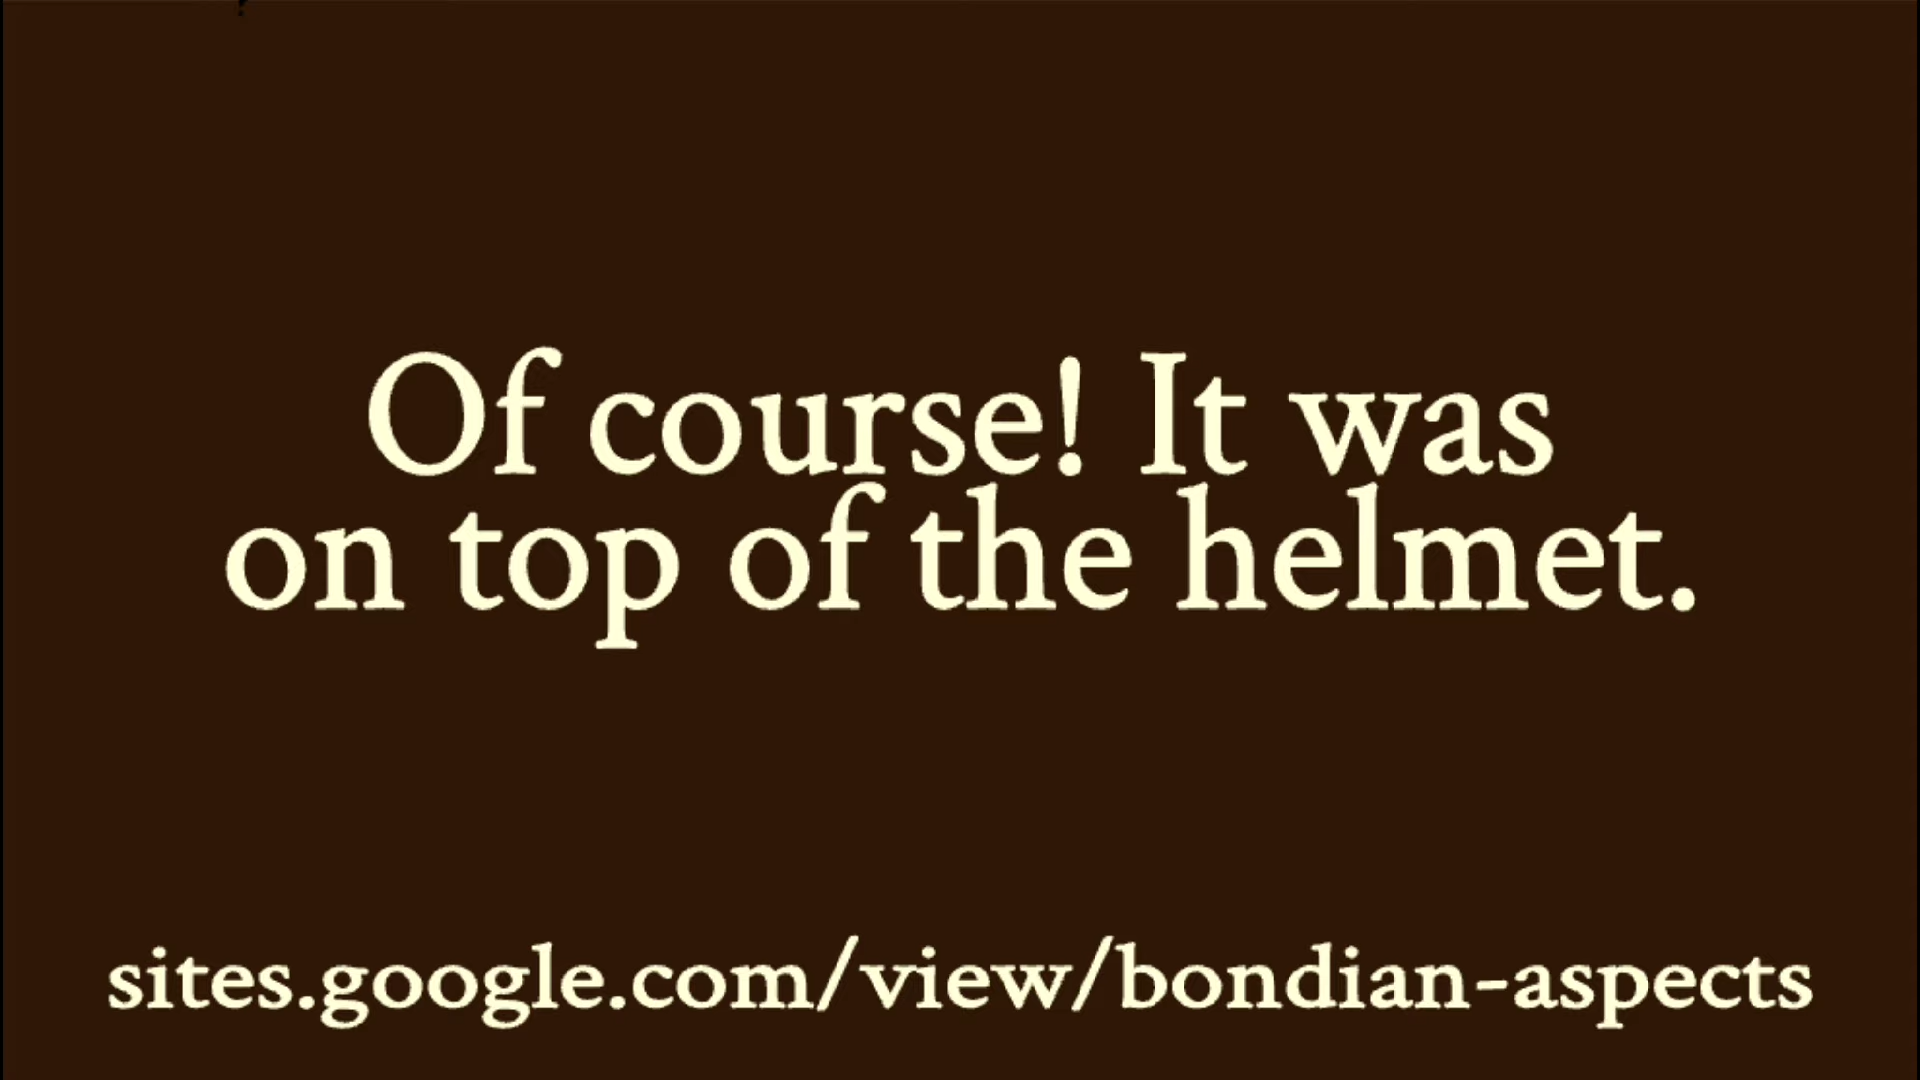 Of course! It was
on top of the helmet.
sites.google.com/view/bondian-aspects